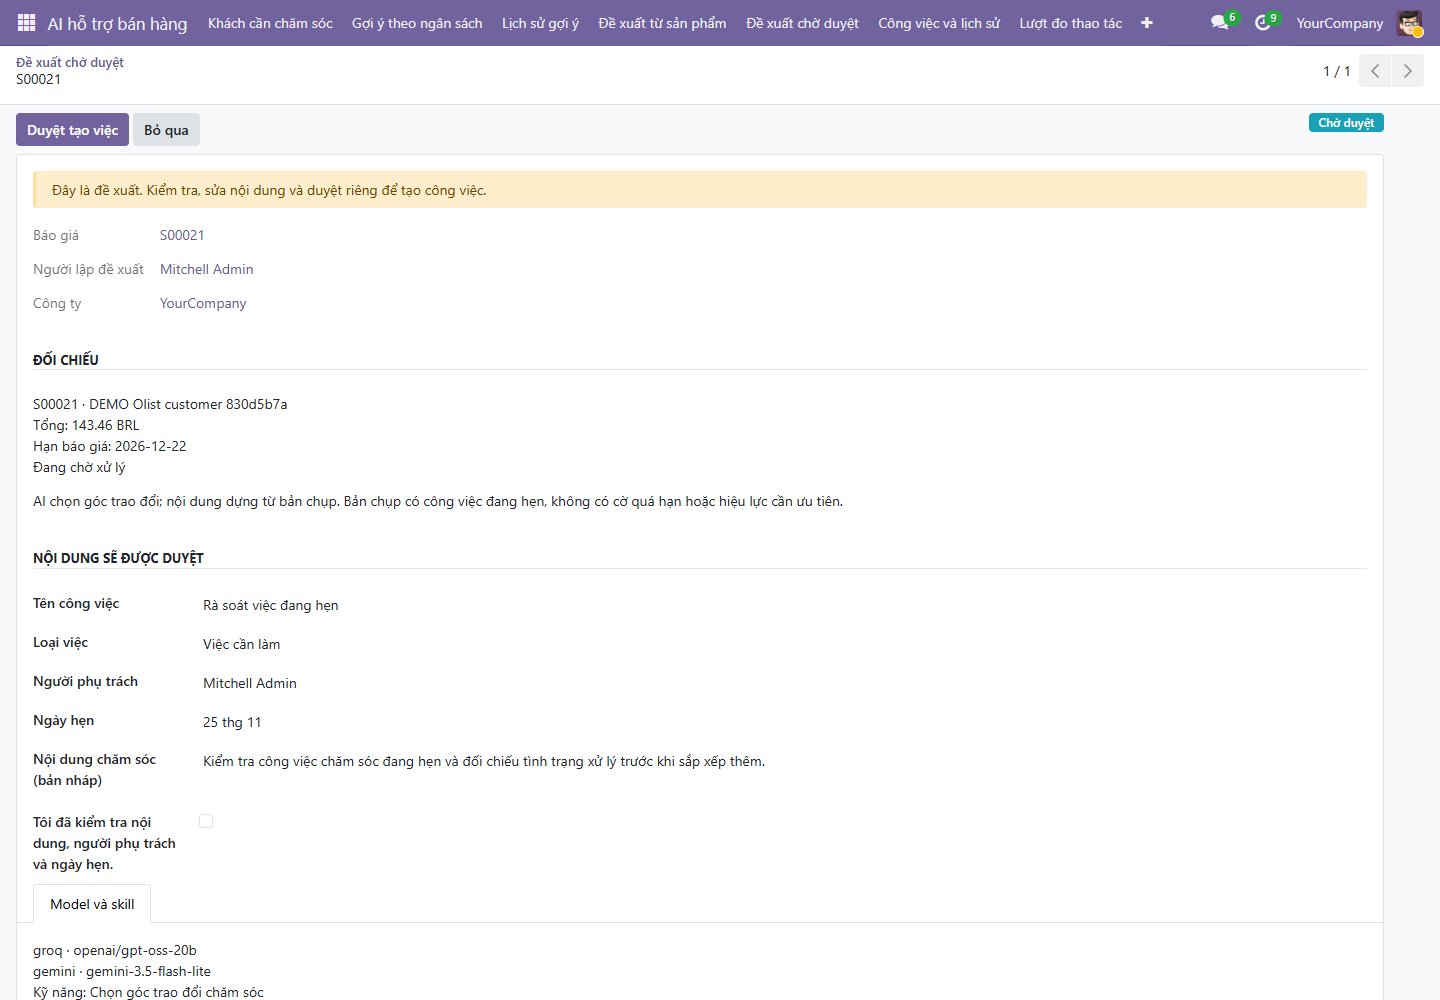 AI hỗ trợ bán hàng
Khách cần chăm sóc
Gợi ý theo ngân sách
Lịch sử gợi ý
Đề xuất từ sản phẩm
Đề xuất chờ duyệt
Công việc và lịch sử
Lượt do thao tác
6
9
YourCompany
Đề xuất chờ duyệt
S00021
1 / 1
Duyệt tạo việc
Bỏ qua
Chờ duyệt
Đây là đề xuất. Kiểm tra, sửa nội dung và duyệt riêng để tạo công việc.
Báo giá S00021
Người lập đề xuất Mitchell Admin
Công ty YourCompany
ĐỐI CHIẾU
S00021 · DEMO Olist customer 830d5b7a
Tổng: 143.46 BRL
Hạn báo giá: 2026-12-22
Đang chờ xử lý
AI chọn góc trao đổi; nội dung dựng từ bản chụp. Bản chụp có công việc đang hẹn, không có cờ quá hạn hoặc hiệu lực cần ưu tiên.
NỘI DUNG SẼ ĐƯỢC DUYỆT
Tên công việc Rà soát việc đang hẹn
Loại việc Việc cần làm
Người phụ trách Mitchell Admin
Ngày hẹn 25 thg 11
Nội dung chăm sóc Kiểm tra công việc chăm sóc đang hẹn và đối chiếu tình trạng xử lý trước khi sắp xếp thêm.
(bản nháp)
Tôi đã kiểm tra nội
dung, người phụ trách
và ngày hẹn.
Model và skill
groq · openai/gpt-oss-20b
gemini · gemini-3.5-flash-lite
Kỹ năng: Chọn góc trao đổi chăm sóc